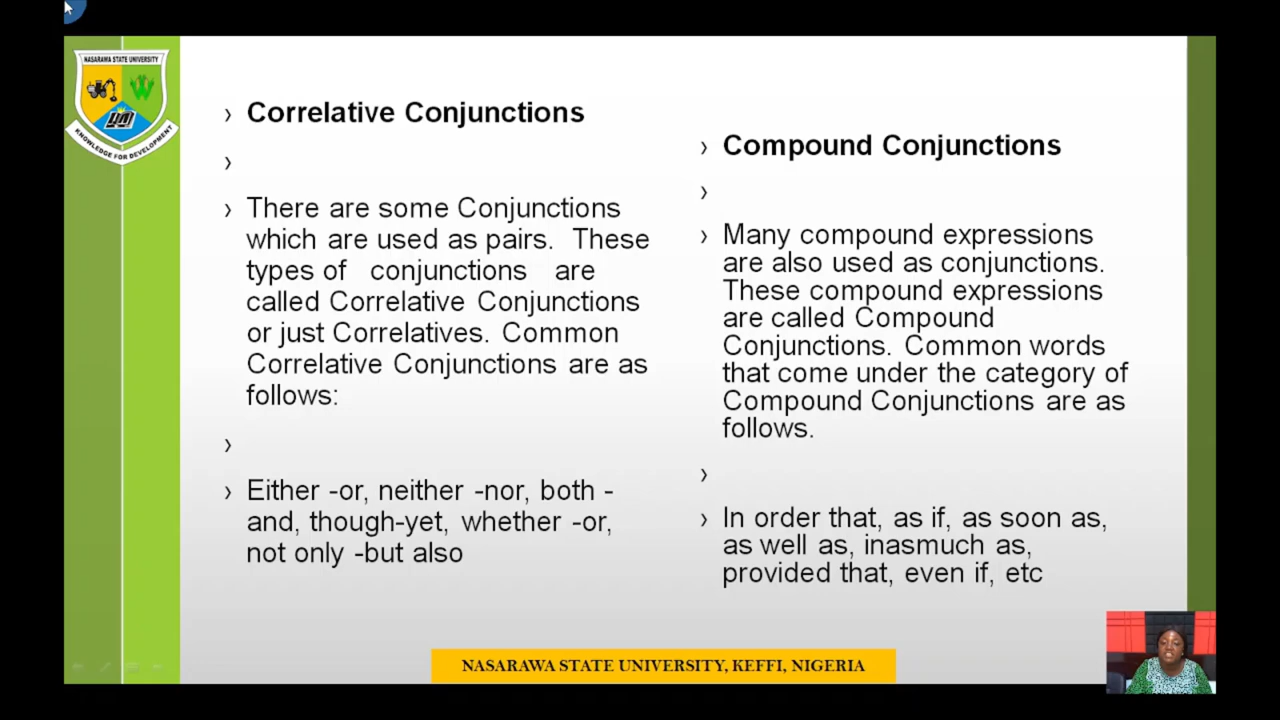 NASARAWA STATE UNIVERSITY
KNOWLEDGE FOR DEVELOPMENT
› Correlative Conjunctions
›
› There are some Conjunctions
which are used as pairs. These
types of conjunctions are
called Correlative Conjunctions
or just Correlatives. Common
Correlative Conjunctions are as
follows:
›
› Either -or, neither -nor, both -
and, though-yet, whether -or,
not only -but also
› Compound Conjunctions
›
› Many compound expressions
are also used as conjunctions.
These compound expressions
are called Compound
Conjunctions. Common words
that come under the category of
Compound Conjunctions are as
follows.
›
› In order that, as if, as soon as,
as well as, inasmuch as,
provided that, even if, etc
NASARAWA STATE UNIVERSITY, KEFFI, NIGERIA